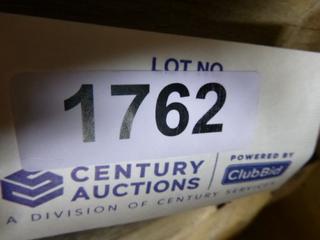 LOT NO
1762
CENTURY AUCTIONS
POWERED BY
ClubBid
A DIVISION OF CENTURY SERVICES